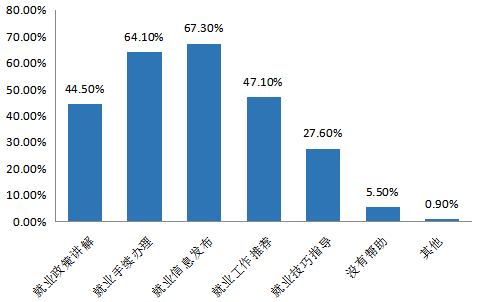 80.00%
70.00%
60.00%
50.00%
40.00%
30.00%
20.00%
10.00%
0.00%
44.50%
64.10%
67.30%
47.10%
27.60%
5.50%
0.90%
就业政策讲解
就业手续办理
就业信息发布
就业工作推荐
就业技巧指导
没有帮助
其他